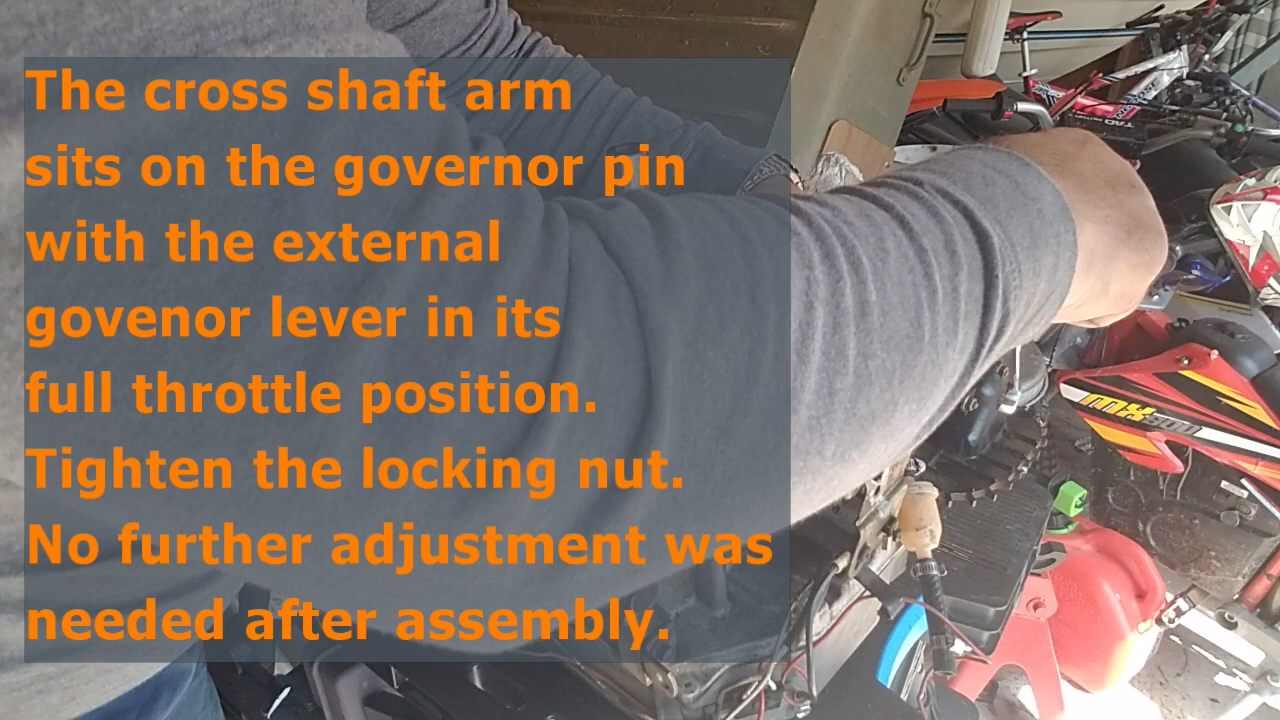 The cross shaft arm
sits on the governor pin
with the external
govenor lever in its
full throttle position.
Tighten the locking nut.
No further adjustment was
needed after assembly.
MX500